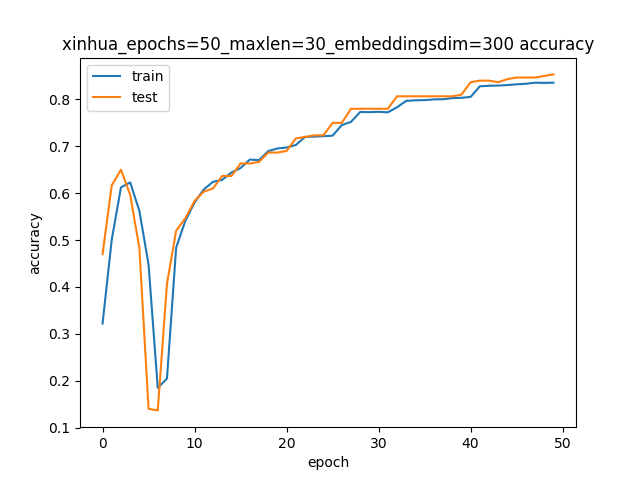 xinhua_epochs=50_maxlen=30_embeddingsdim=300 accuracy
train
test
0.8
0.7
0.6
0.5
0.4
0.3
0.2
0.1
accuracy
0 10 20 30 40 50
epoch